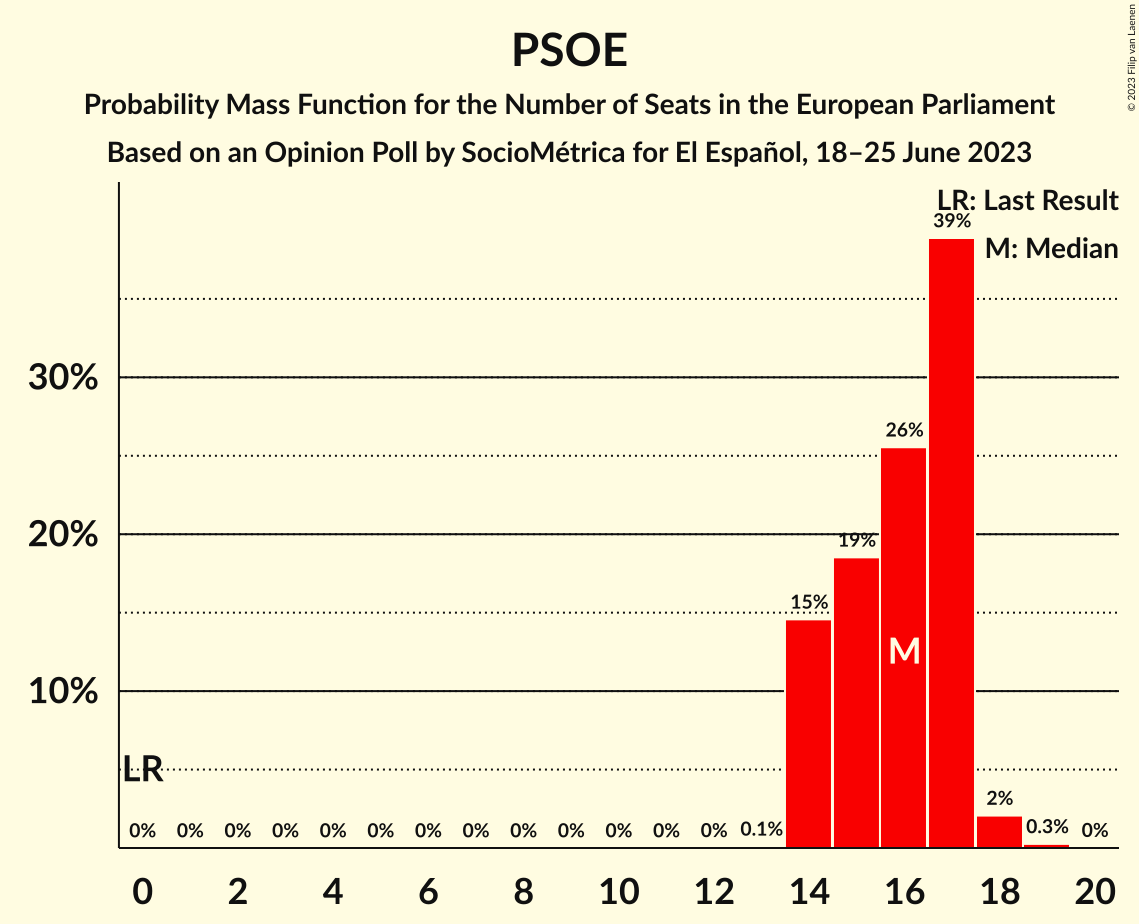 PSOE
Probability Mass Function for the Number of Seats in the European Parliament
Based on an Opinion Poll by SocioMétrica for El Español, 18–25 June 2023
© 2023 Filip van Laenen
LR: Last Result
M: Median
39%
30%
26%
20%
19%
15%
M
10%
LR
0% 0% 0% 0% 0% 0% 0% 0% 0% 0% 0% 0% 0% 0.1% 2% 0.3% 0%
0 2 4 6 8 10 12 14 16 18 20